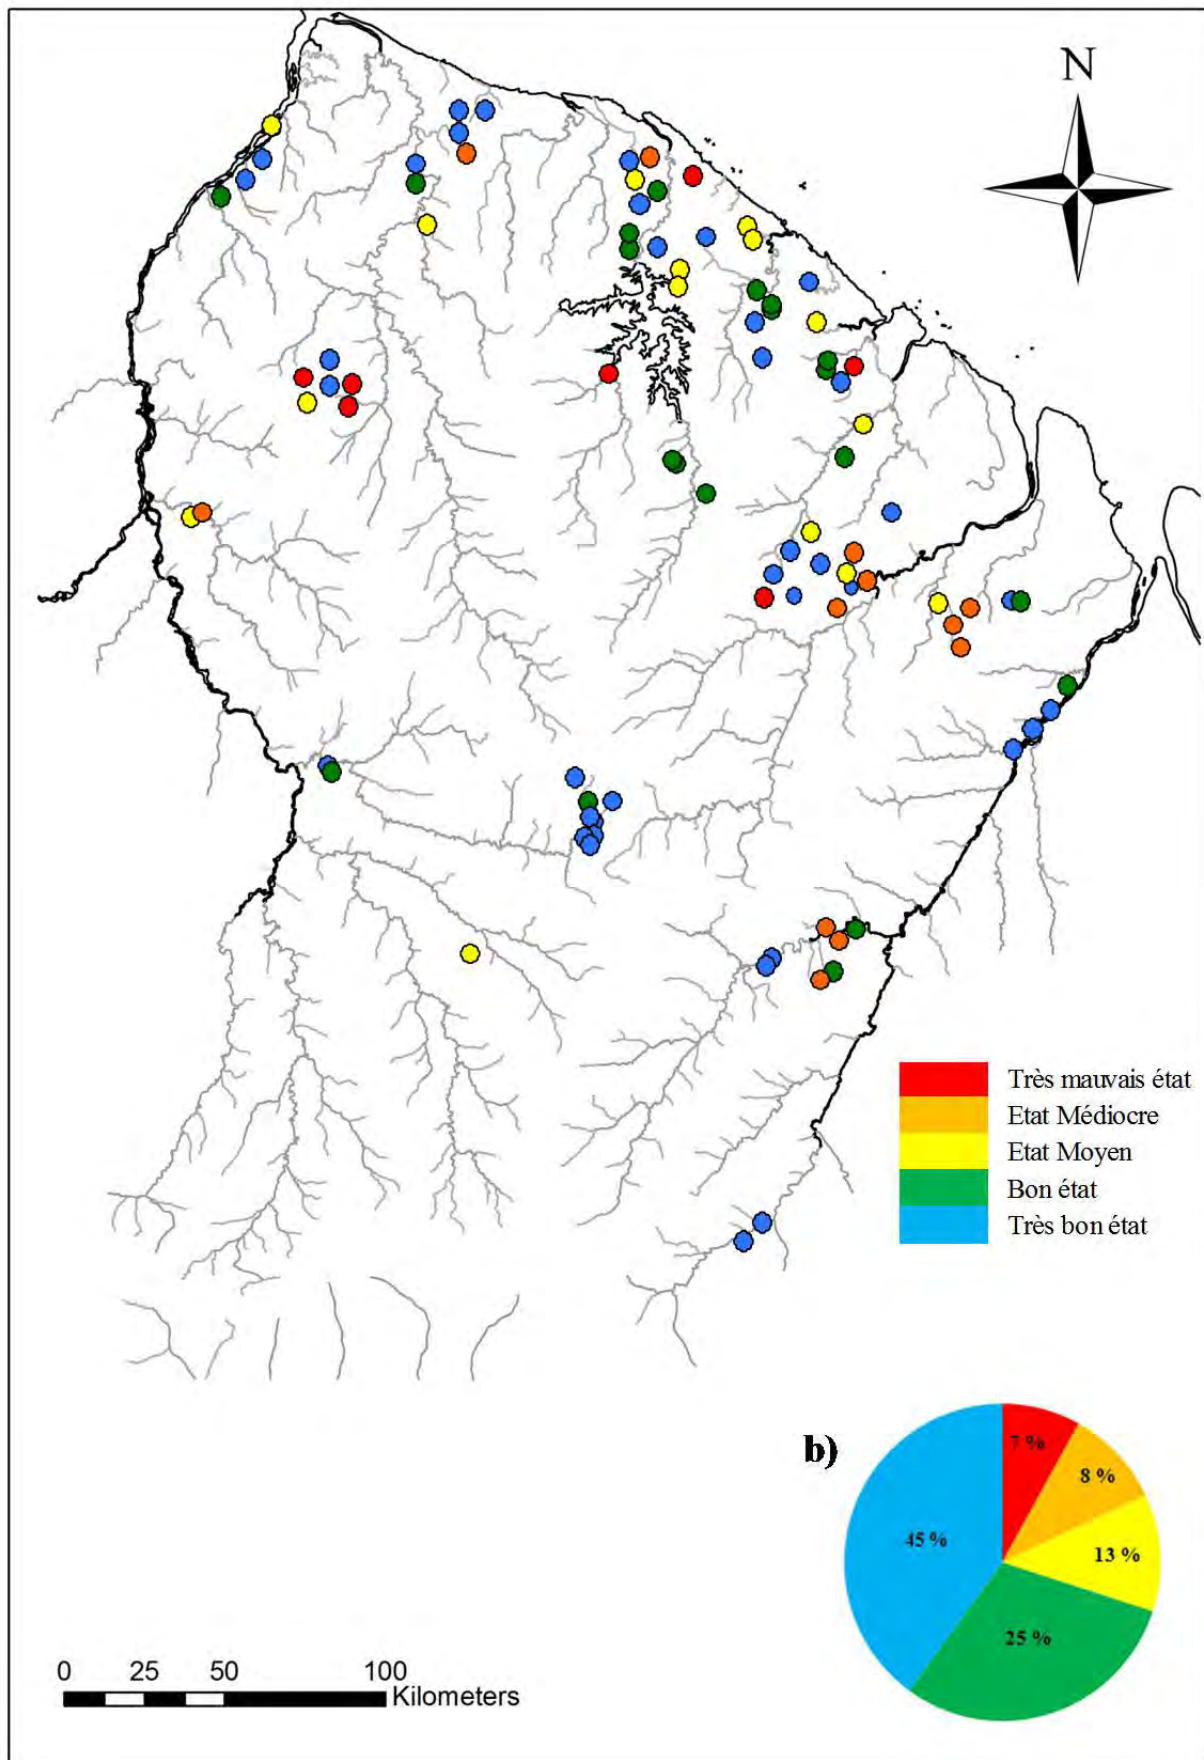 N
Très mauvais état
Etat Médiocre
Etat Moyen
Bon état
Très bon état
b)
7 %
8 %
45 %
13 %
25 %
0 25 50 100
Kilometers